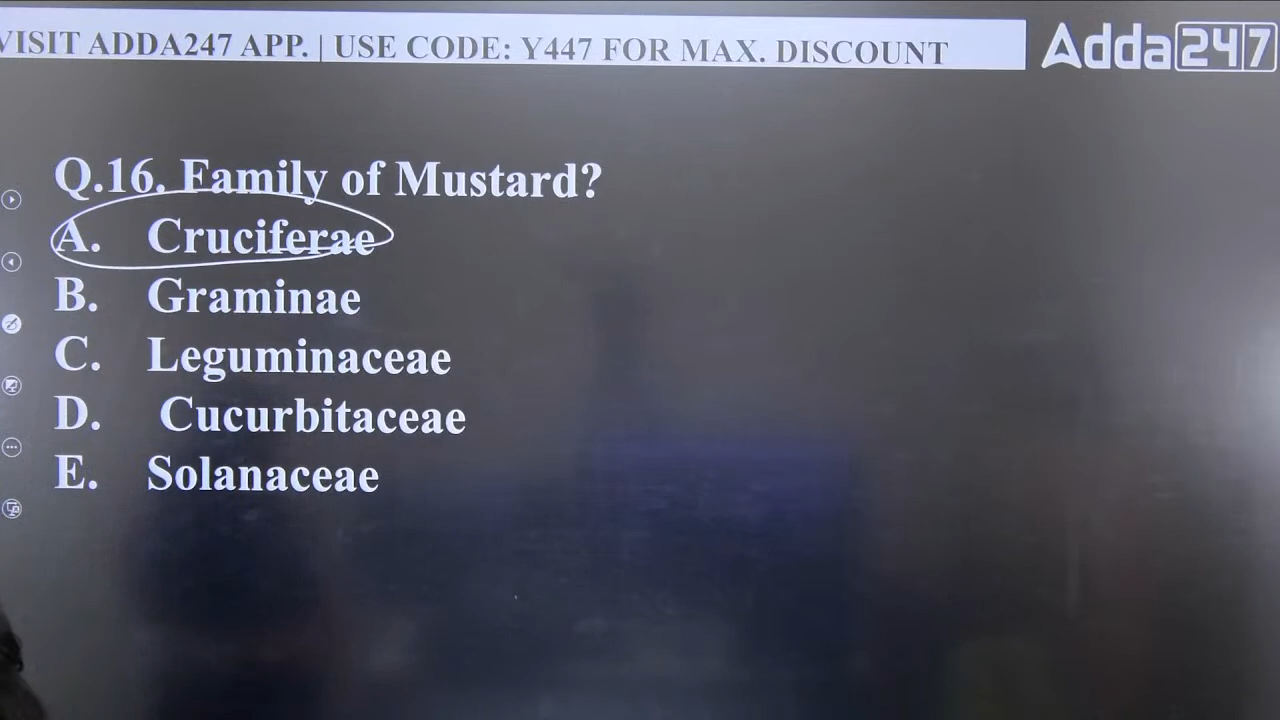 VISIT ADDA247 APP. | USE CODE: Y447 FOR MAX. DISCOUNT
Adda247
Q.16. Family of Mustard?
A. Cruciferae
B. Graminae
C. Leguminaceae
D. Cucurbitaceae
E. Solanaceae